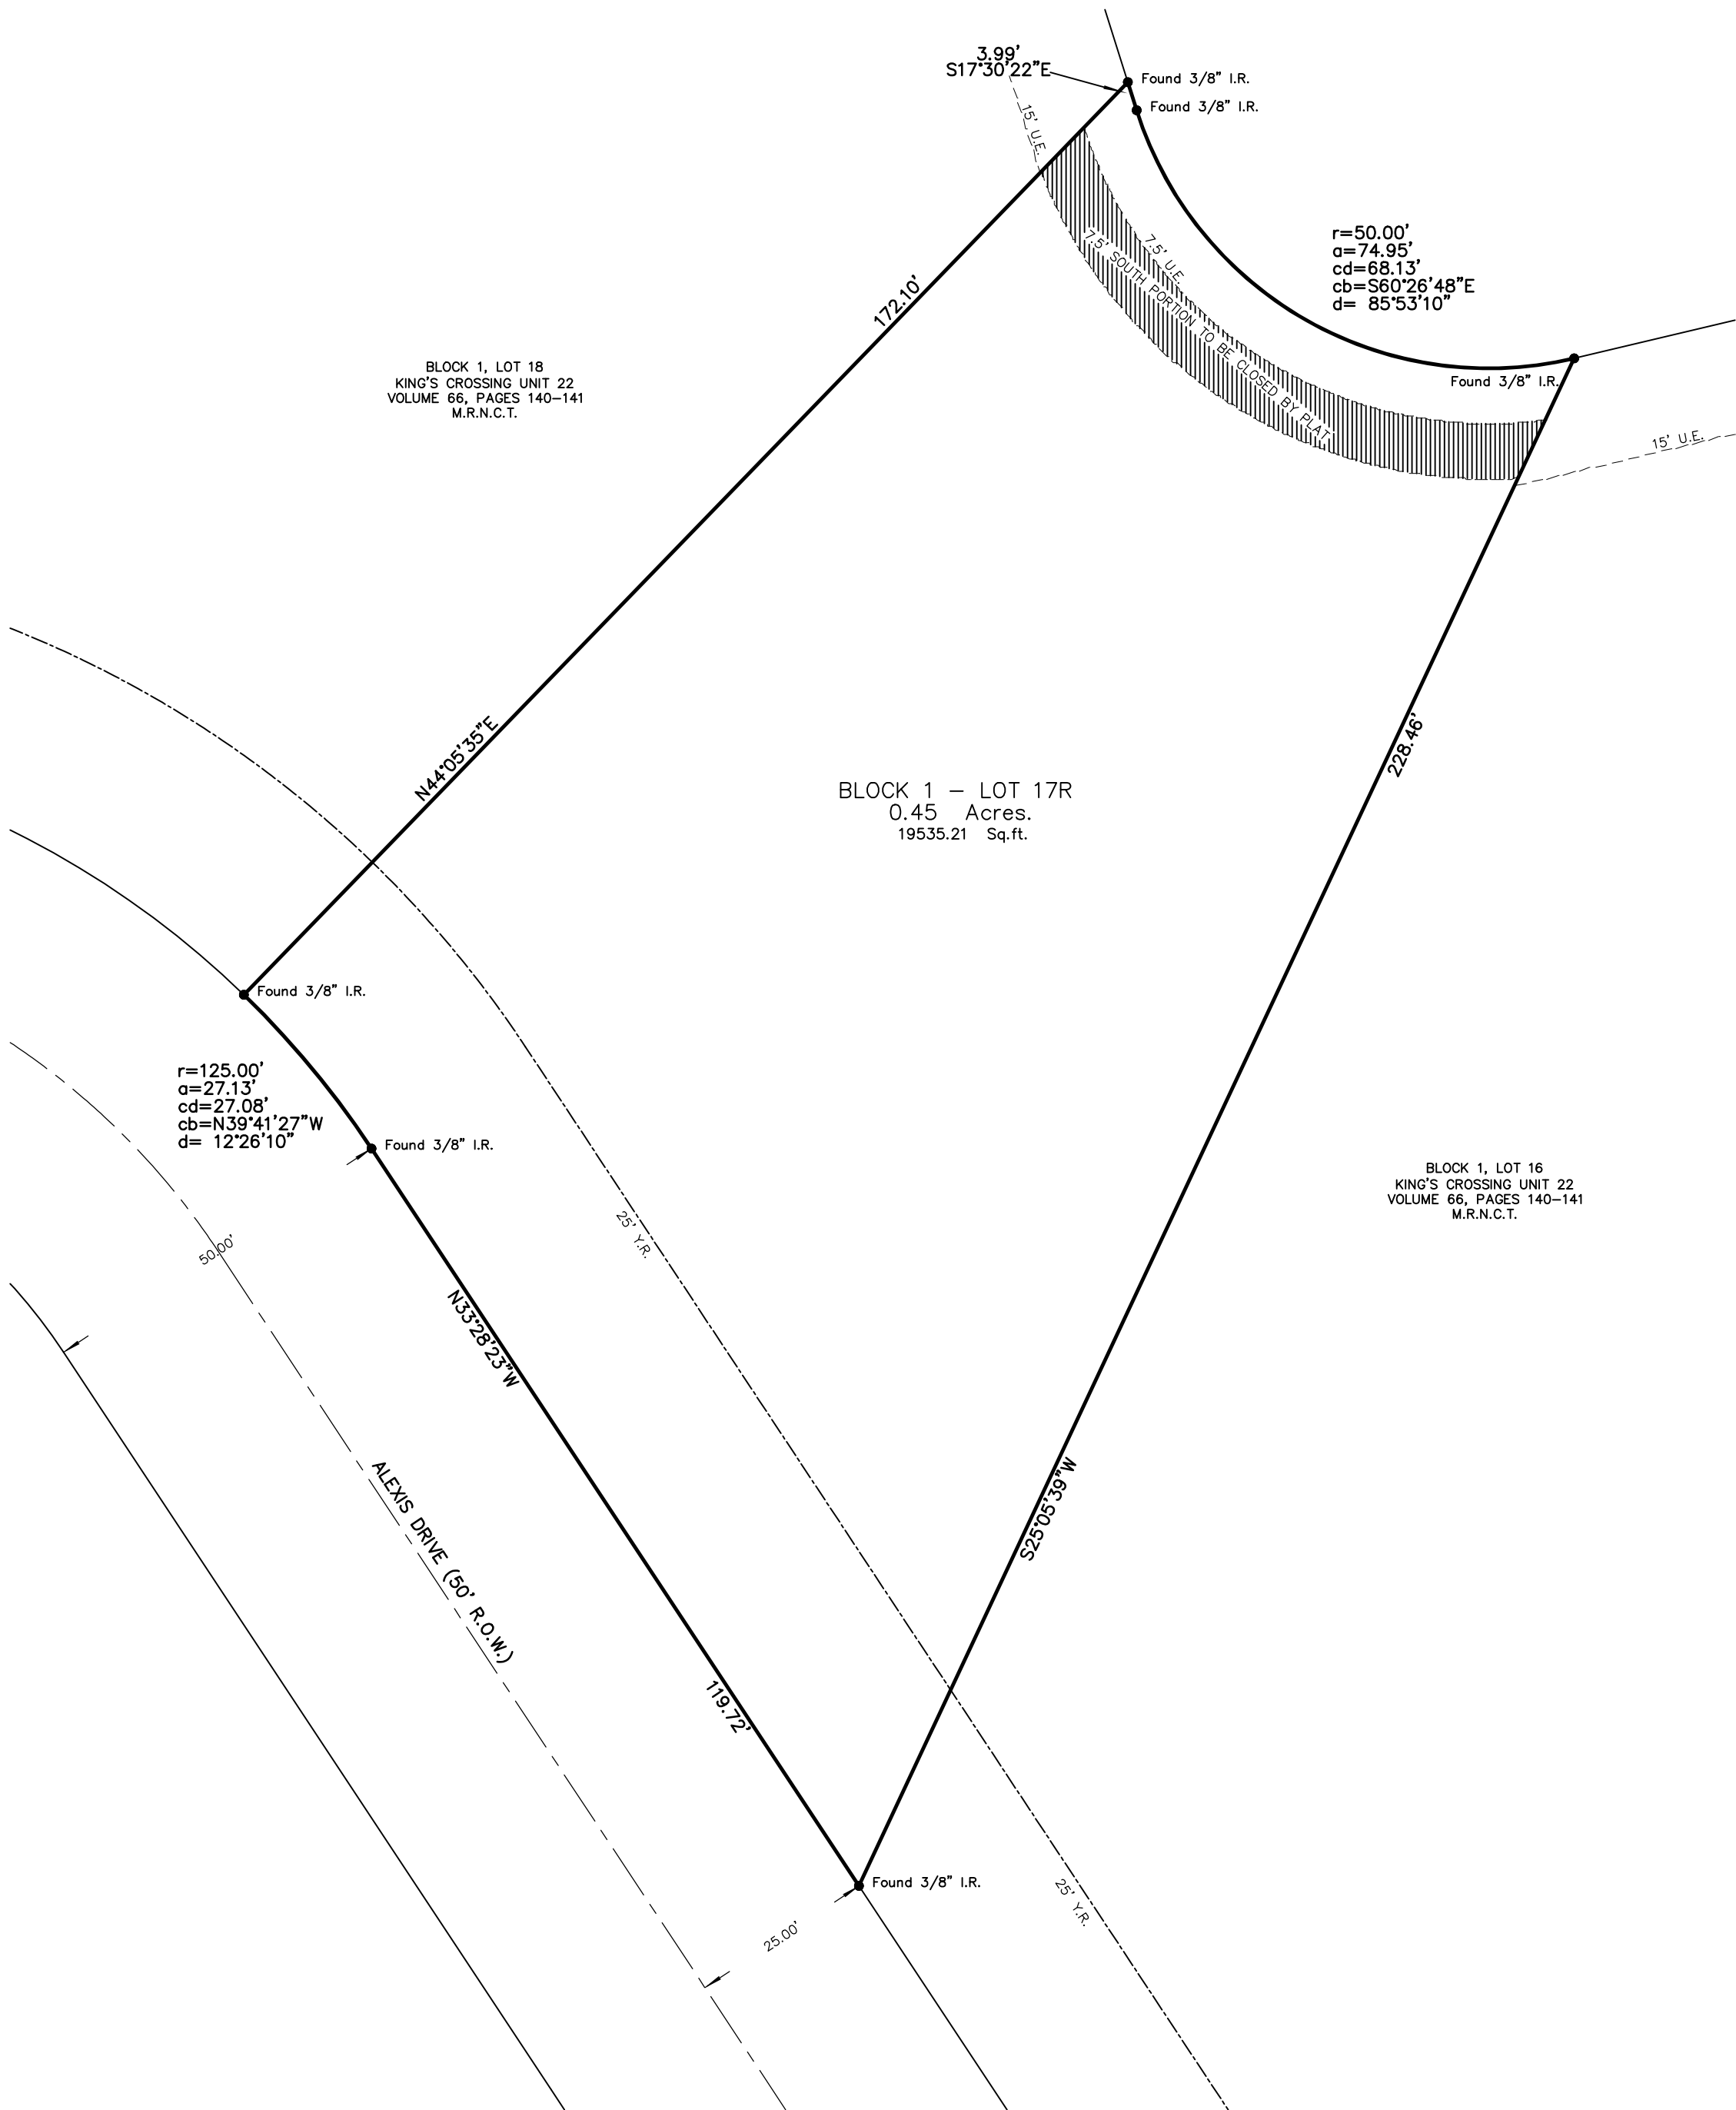 3.99'
S17°30'22"E
Found 3/8" I.R.
Found 3/8" I.R.
15' U.E.
7.5' U.E.
7.5' SOUTH PORTION TO BE CLOSED BY PLAT.
r=50.00'
a=74.95'
cd=68.13'
cb=S60°26'48"E
d= 85°53'10"
Found 3/8" I.R.
15' U.E.
172.10'
BLOCK 1, LOT 18
KING'S CROSSING UNIT 22
VOLUME 66, PAGES 140-141
M.R.N.C.T.
N44°05'35"E
228.46'
BLOCK 1 - LOT 17R
0.45 Acres.
19535.21 Sq.ft.
Found 3/8" I.R.
r=125.00'
a=27.13'
cd=27.08'
cb=N39°41'27"W
d= 12°26'10"
Found 3/8" I.R.
BLOCK 1, LOT 16
KING'S CROSSING UNIT 22
VOLUME 66, PAGES 140-141
M.R.N.C.T.
25' Y.R.
50.00'
N33°28'23"W
S25°05'39"W
ALEXIS DRIVE (50' R.O.W.)
119.72'
Found 3/8" I.R.
25' Y.R.
25.00'